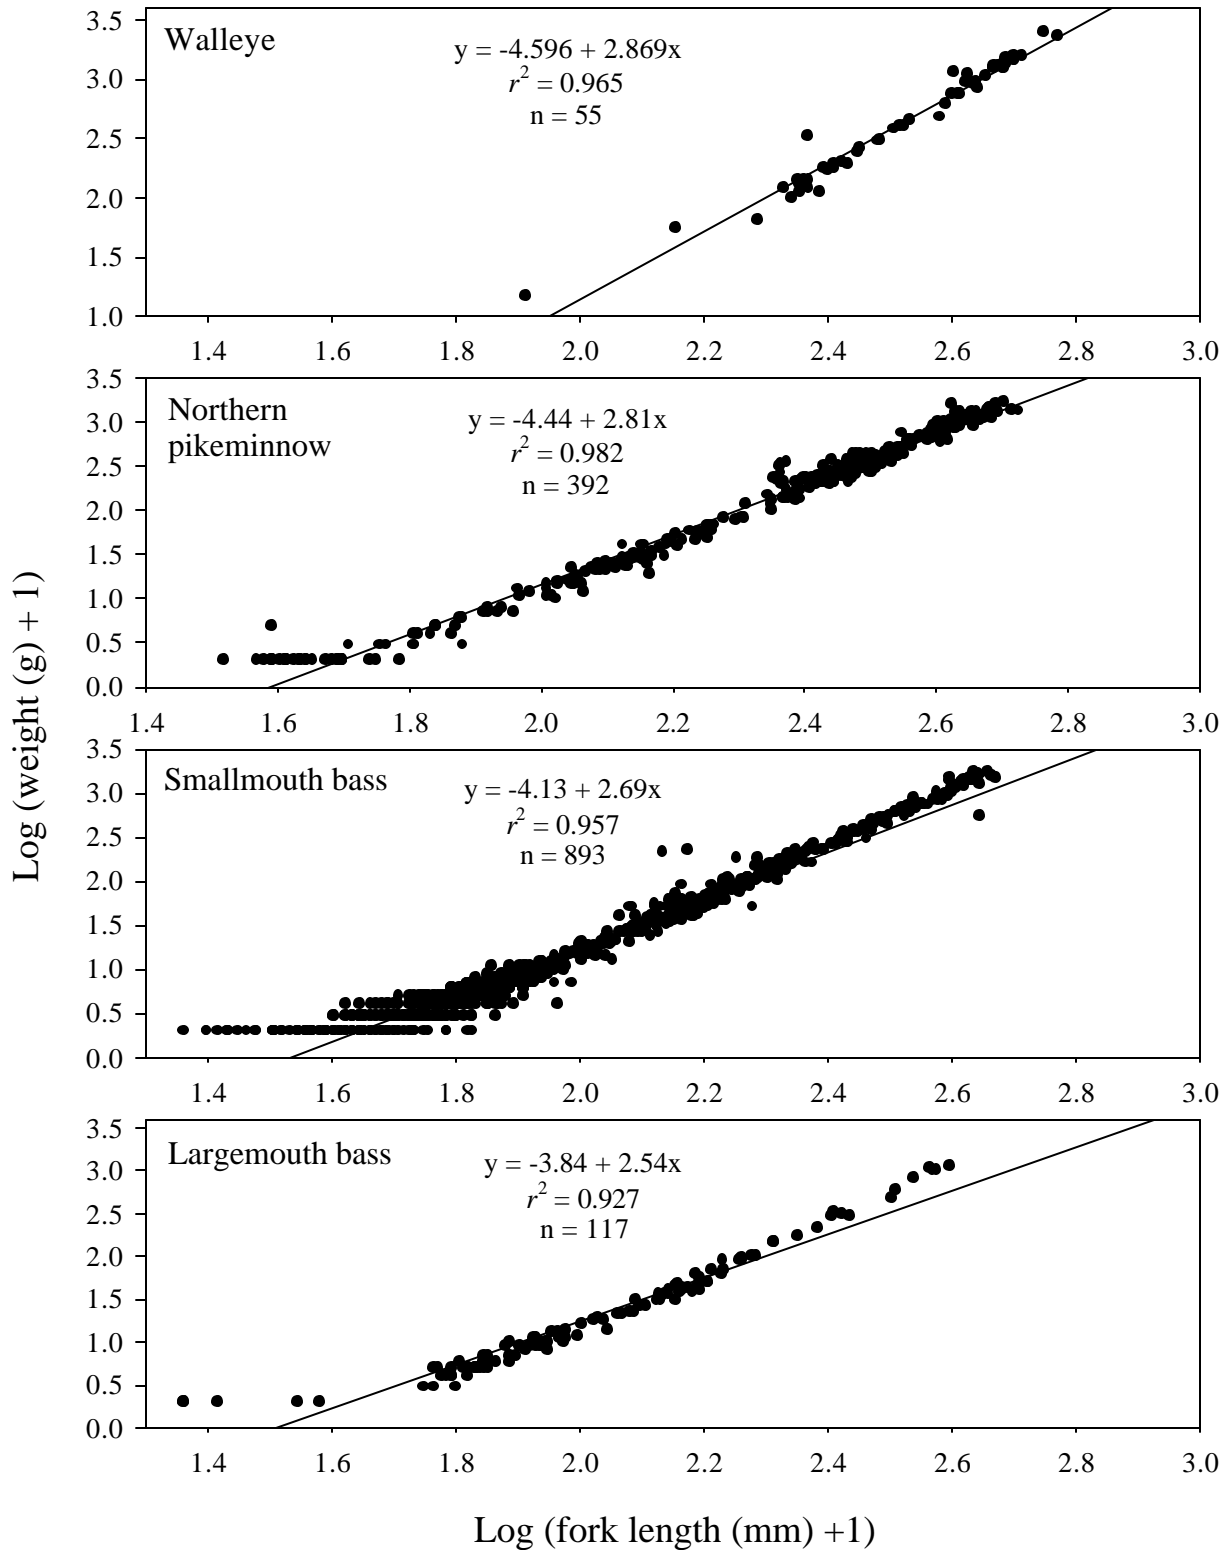 Log (weight (g) + 1)
Walleye
y = -4.596 + 2.869x
r² = 0.965
n = 55
3.5
3.0
2.5
2.0
1.5
1.0
1.4 1.6 1.8 2.0 2.2 2.4 2.6 2.8 3.0
Northern
pikeminnow
y = -4.44 + 2.81x
r² = 0.982
n = 392
3.5
3.0
2.5
2.0
1.5
1.0
0.5
0.0
1.4 1.6 1.8 2.0 2.2 2.4 2.6 2.8 3.0
Smallmouth bass
y = -4.13 + 2.69x
r² = 0.957
n = 893
3.5
3.0
2.5
2.0
1.5
1.0
0.5
0.0
1.4 1.6 1.8 2.0 2.2 2.4 2.6 2.8 3.0
Largemouth bass
y = -3.84 + 2.54x
r² = 0.927
n = 117
3.5
3.0
2.5
2.0
1.5
1.0
0.5
0.0
1.4 1.6 1.8 2.0 2.2 2.4 2.6 2.8 3.0
Log (fork length (mm) +1)